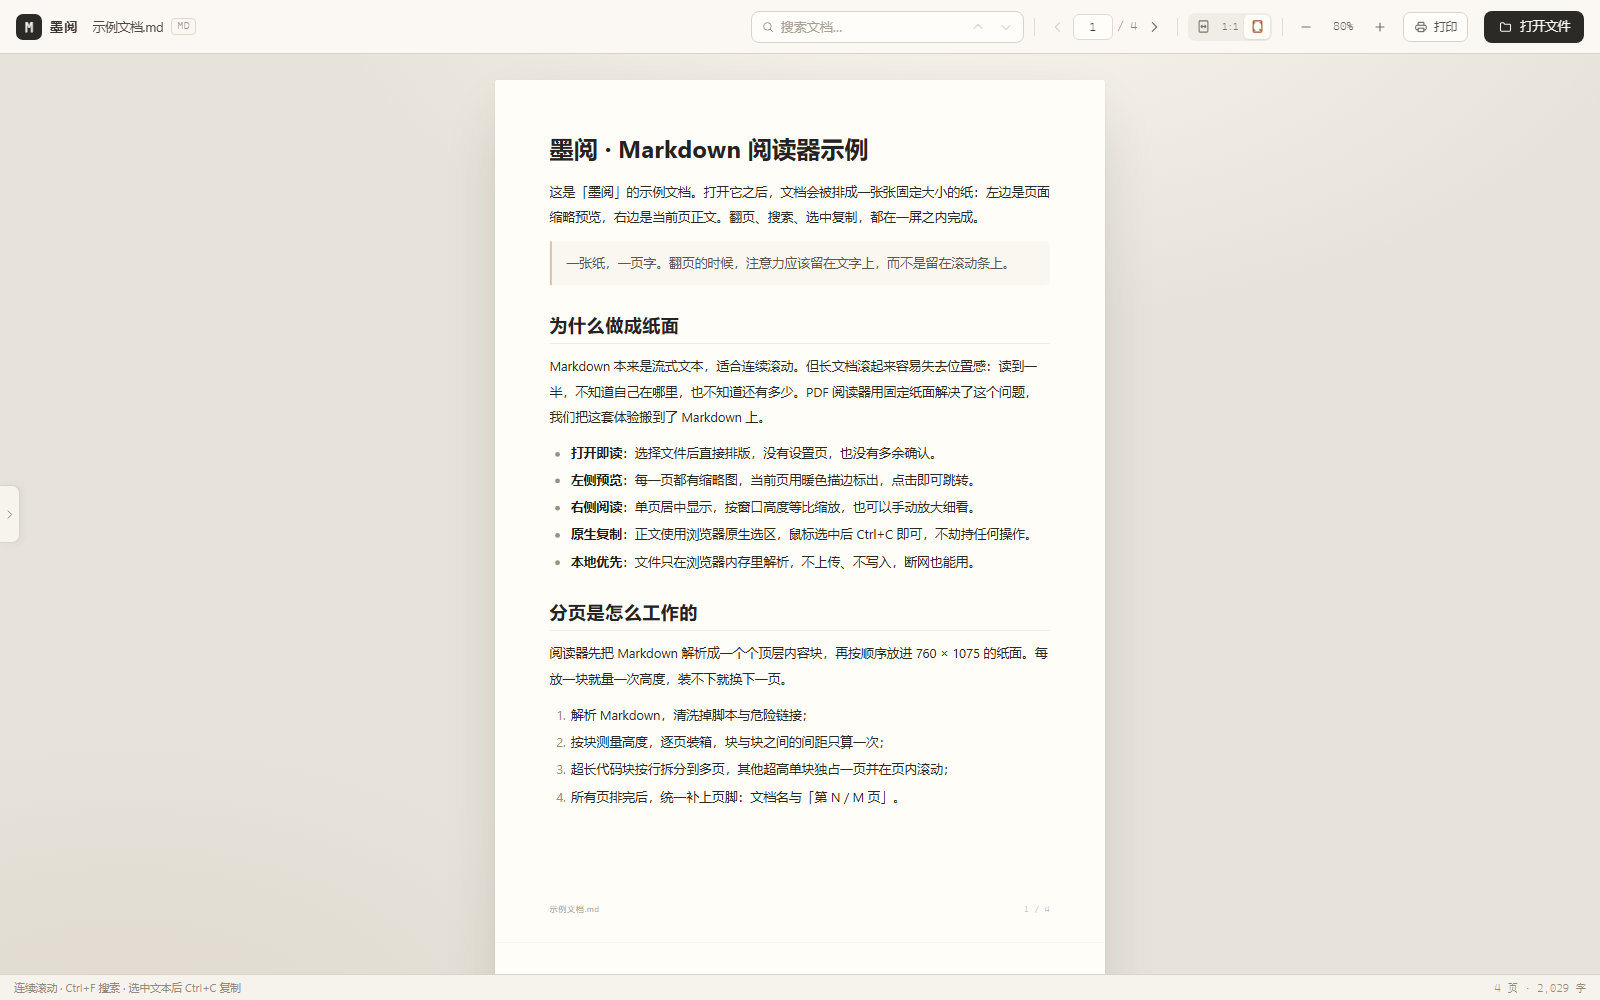 M 墨阅 示例文档.md MD 搜索文档... 1 / 4 1:1 80% 打印 打开文件
墨阅 · Markdown 阅读器示例
这是「墨阅」的示例文档。打开它之后，文档会被排成一张张固定大小的纸：左边是页面
缩略预览，右边是当前页正文。翻页、搜索、选中复制，都在一屏之内完成。
一张纸，一页字。翻页的时候，注意力应该留在文字上，而不是留在滚动条上。
为什么做成纸面
Markdown 本来是流式文本，适合连续滚动。但长文档滚起来容易失去位置感：读到一
半，不知道自己在哪里，也不知道还有多少。PDF 阅读器用固定纸面解决了这个问题，
我们把这套体验搬到了 Markdown 上。
• 打开即读：选择文件后直接排版，没有设置页，也没有多余确认。
• 左侧预览：每一页都有缩略图，当前页用暖色描边标出，点击即可跳转。
• 右侧阅读：单页居中显示，按窗口高度等比缩放，也可以手动放大细看。
• 原生复制：正文使用浏览器原生选区，鼠标选中后 Ctrl+C 即可，不劫持任何操作。
• 本地优先：文件只在浏览器内存里解析，不上传、不写入，断网也能用。
分页是怎么工作的
阅读器先把 Markdown 解析成一个个顶层内容块，再按顺序放进 760 × 1075 的纸面。每
放一块就量一次高度，装不下就换下一页。
1. 解析 Markdown，清洗掉脚本与危险链接；
2. 按块测量高度，逐页装箱，块与块之间的间距只算一次；
3. 超长代码块按行拆分到多页，其他超高单块独占一页并在页内滚动；
4. 所有页排完后，统一补上页脚：文档名与「第 N / M 页」。
示例文档.md 1 / 4
连续滚动 · Ctrl+F 搜索 · 选中文本后 Ctrl+C 复制 4 页 · 2,029 字